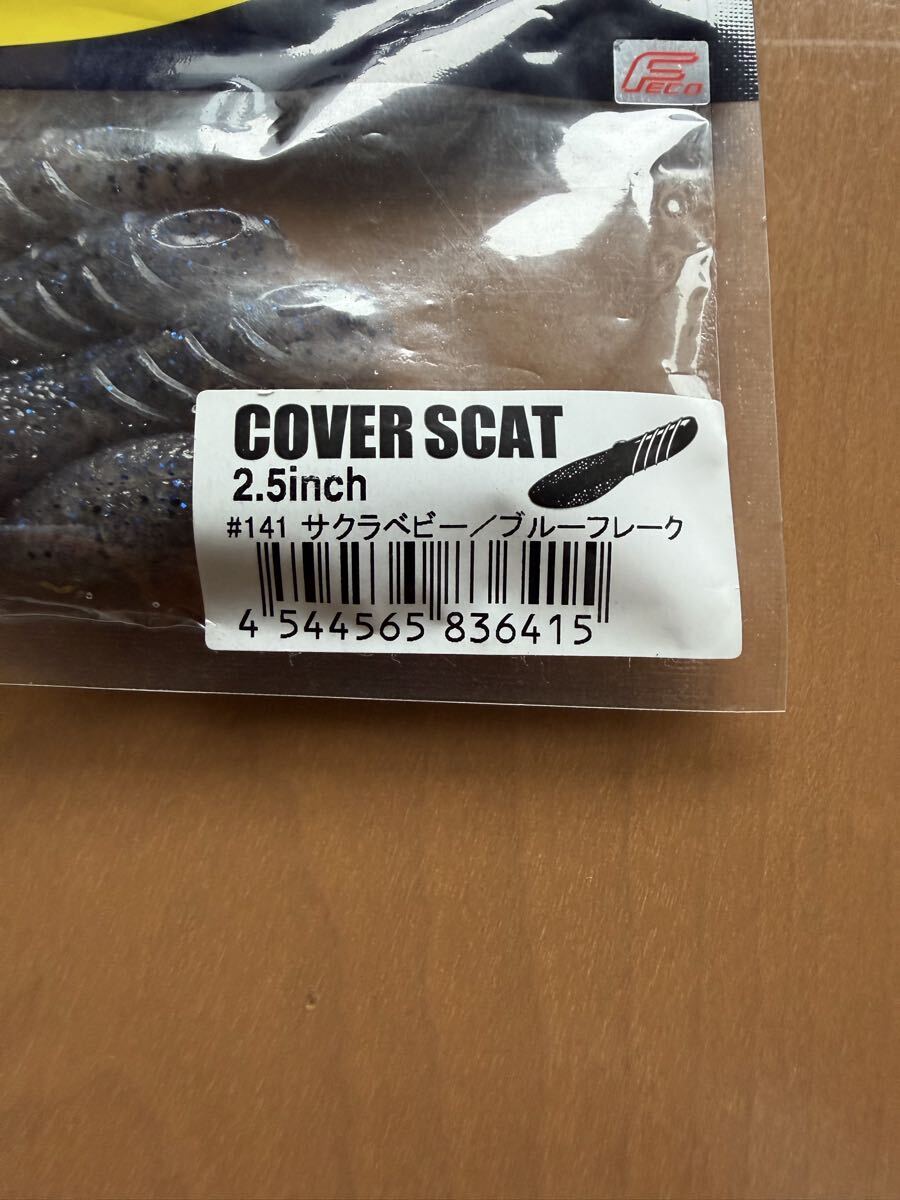 FECO
COVER SCAT
2.5inch
#141 サクラベビー／ブルーフレーク
4 544565 836415